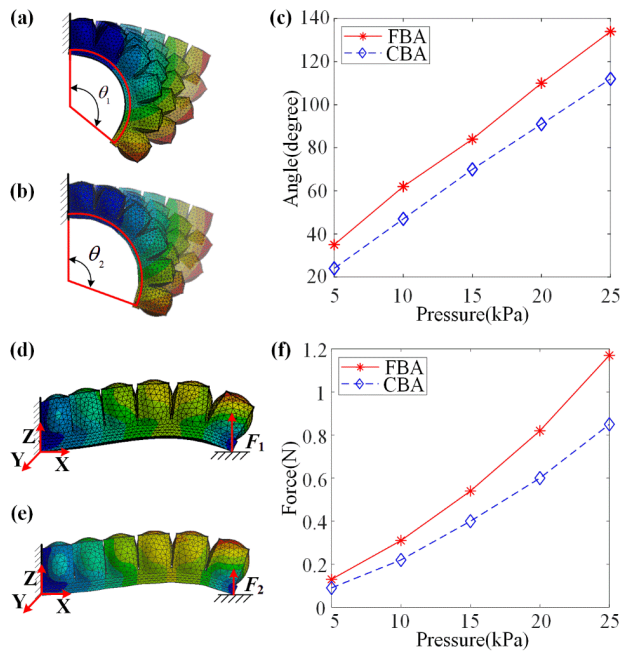 (a)
θ1
(b)
θ2
(c)
FBA
CBA
Angle(degree)
140
120
100
80
60
40
20
5 10 15 20 25
Pressure(kPa)
(d)
Z
Y X
F1
(e)
Z
Y X
F2
(f)
FBA
CBA
Force(N)
1.2
1
0.8
0.6
0.4
0.2
0
5 10 15 20 25
Pressure(kPa)